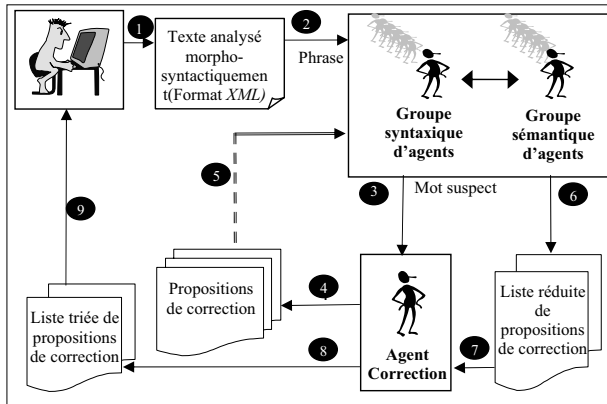 1
2
Texte analysé
morpho-
syntactiquemen
t(Format XML)
Phrase
Groupe
syntaxique
d'agents
Groupe
sémantique
d'agents
3
Mot suspect
6
5
9
Propositions
de correction
4
Agent
Correction
Liste réduite
de
propositions
de correction
7
8
Liste triée de
propositions
de correction